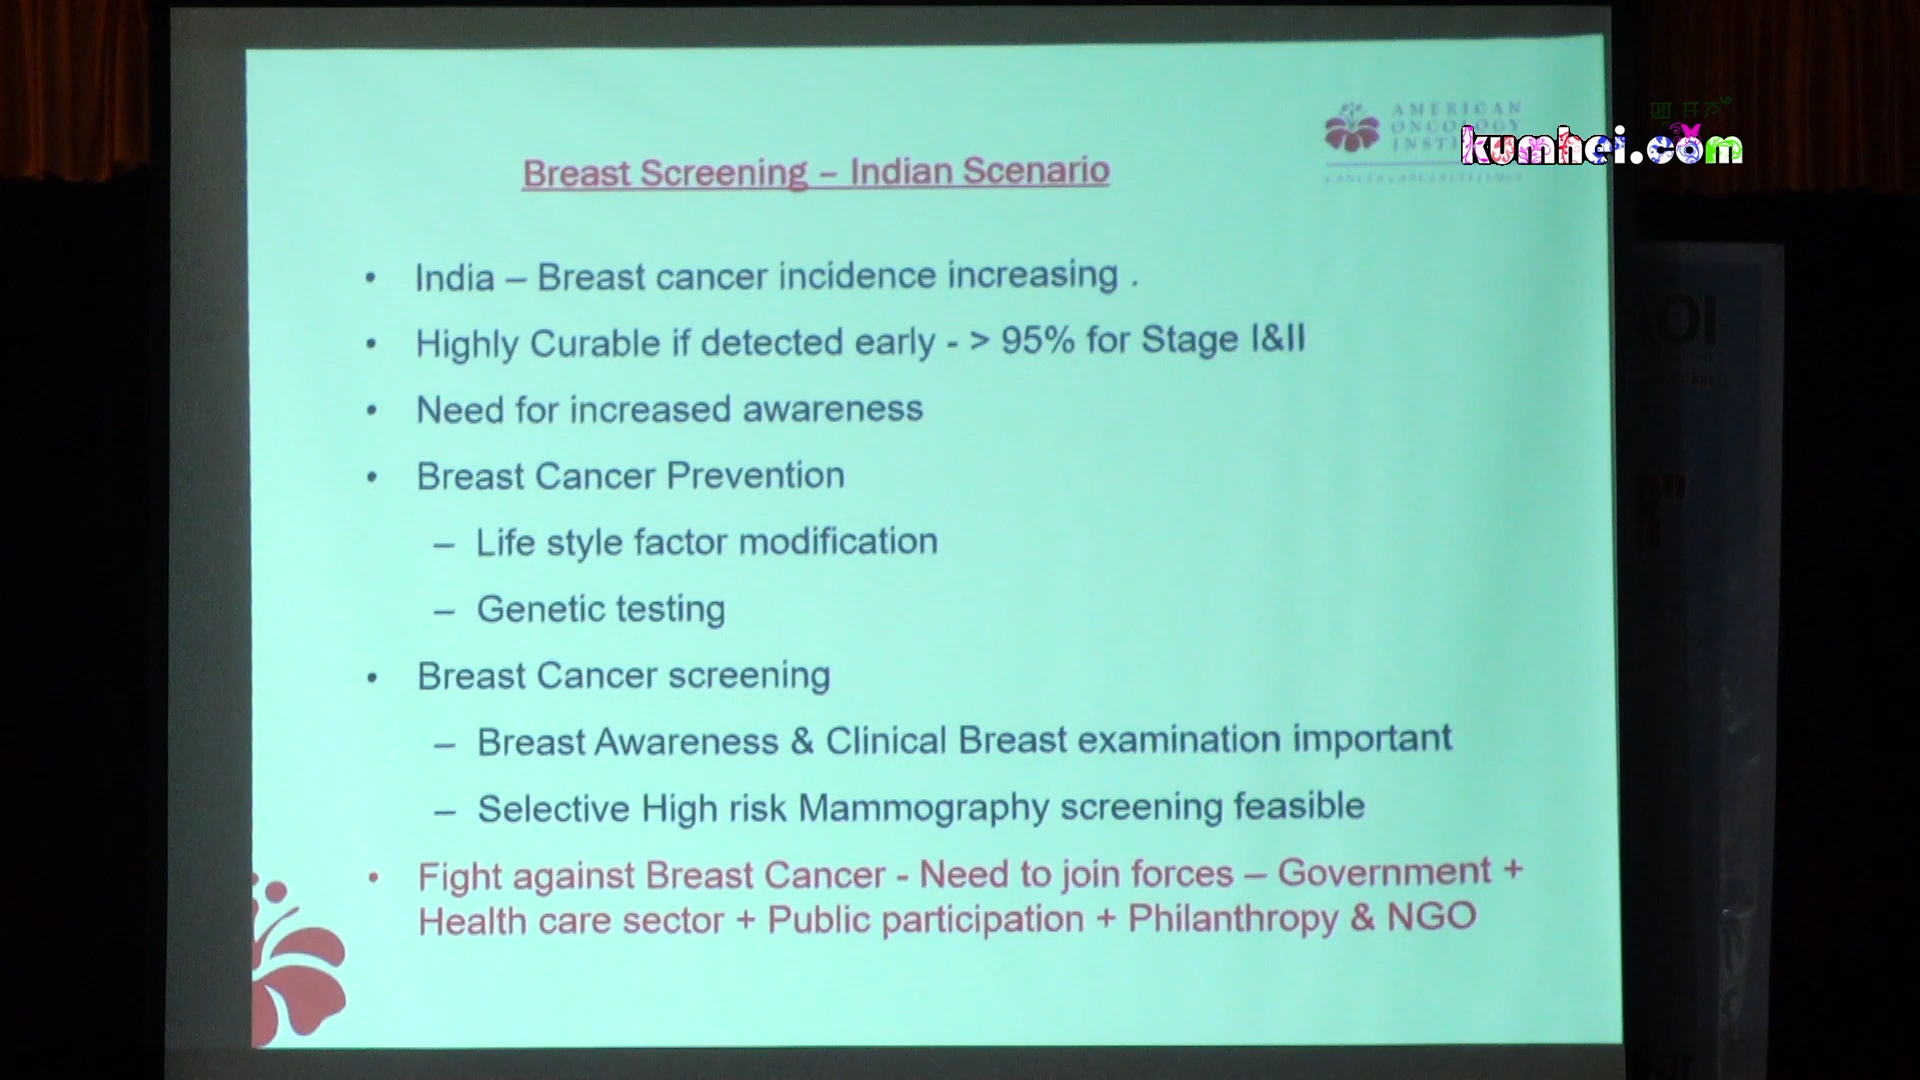 AMERICAN
ONCOLOGY
INSTI
kumhei.com
Breast Screening – Indian Scenario
• India – Breast cancer incidence increasing .
• Highly Curable if detected early - > 95% for Stage I&II
• Need for increased awareness
• Breast Cancer Prevention
– Life style factor modification
– Genetic testing
• Breast Cancer screening
– Breast Awareness & Clinical Breast examination important
– Selective High risk Mammography screening feasible
• Fight against Breast Cancer - Need to join forces – Government +
Health care sector + Public participation + Philanthropy & NGO
AOI